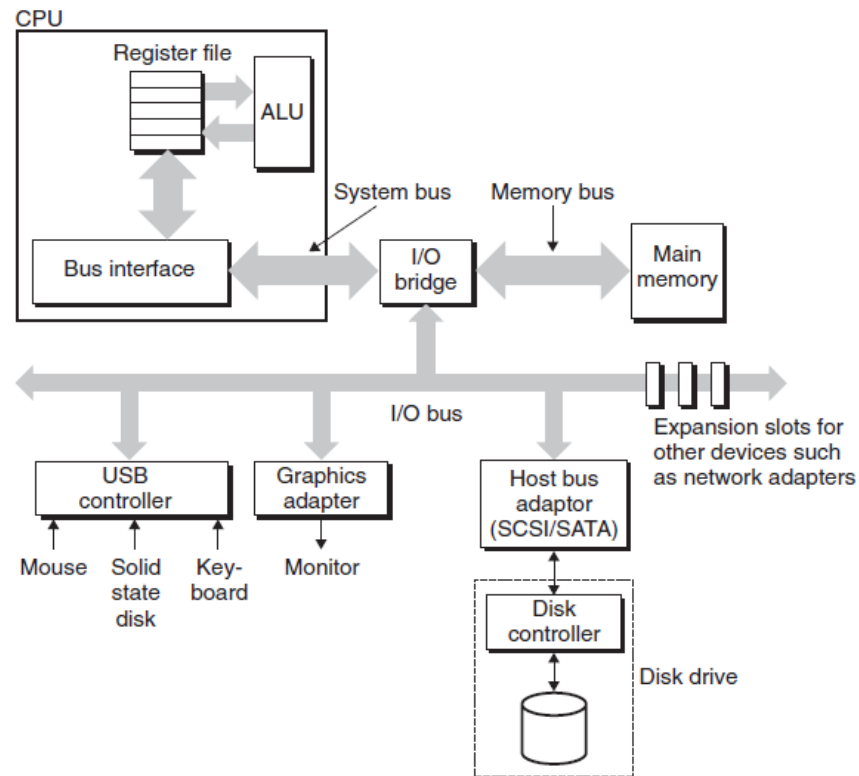 CPU
Register file
ALU
System bus
Memory bus
Bus interface
I/O
bridge
Main
memory
I/O bus
Expansion slots for
other devices such
as network adapters
USB
controller
Graphics
adapter
Host bus
adaptor
(SCSI/SATA)
Mouse
Solid
state
disk
Key-
board
Monitor
Disk
controller
Disk drive